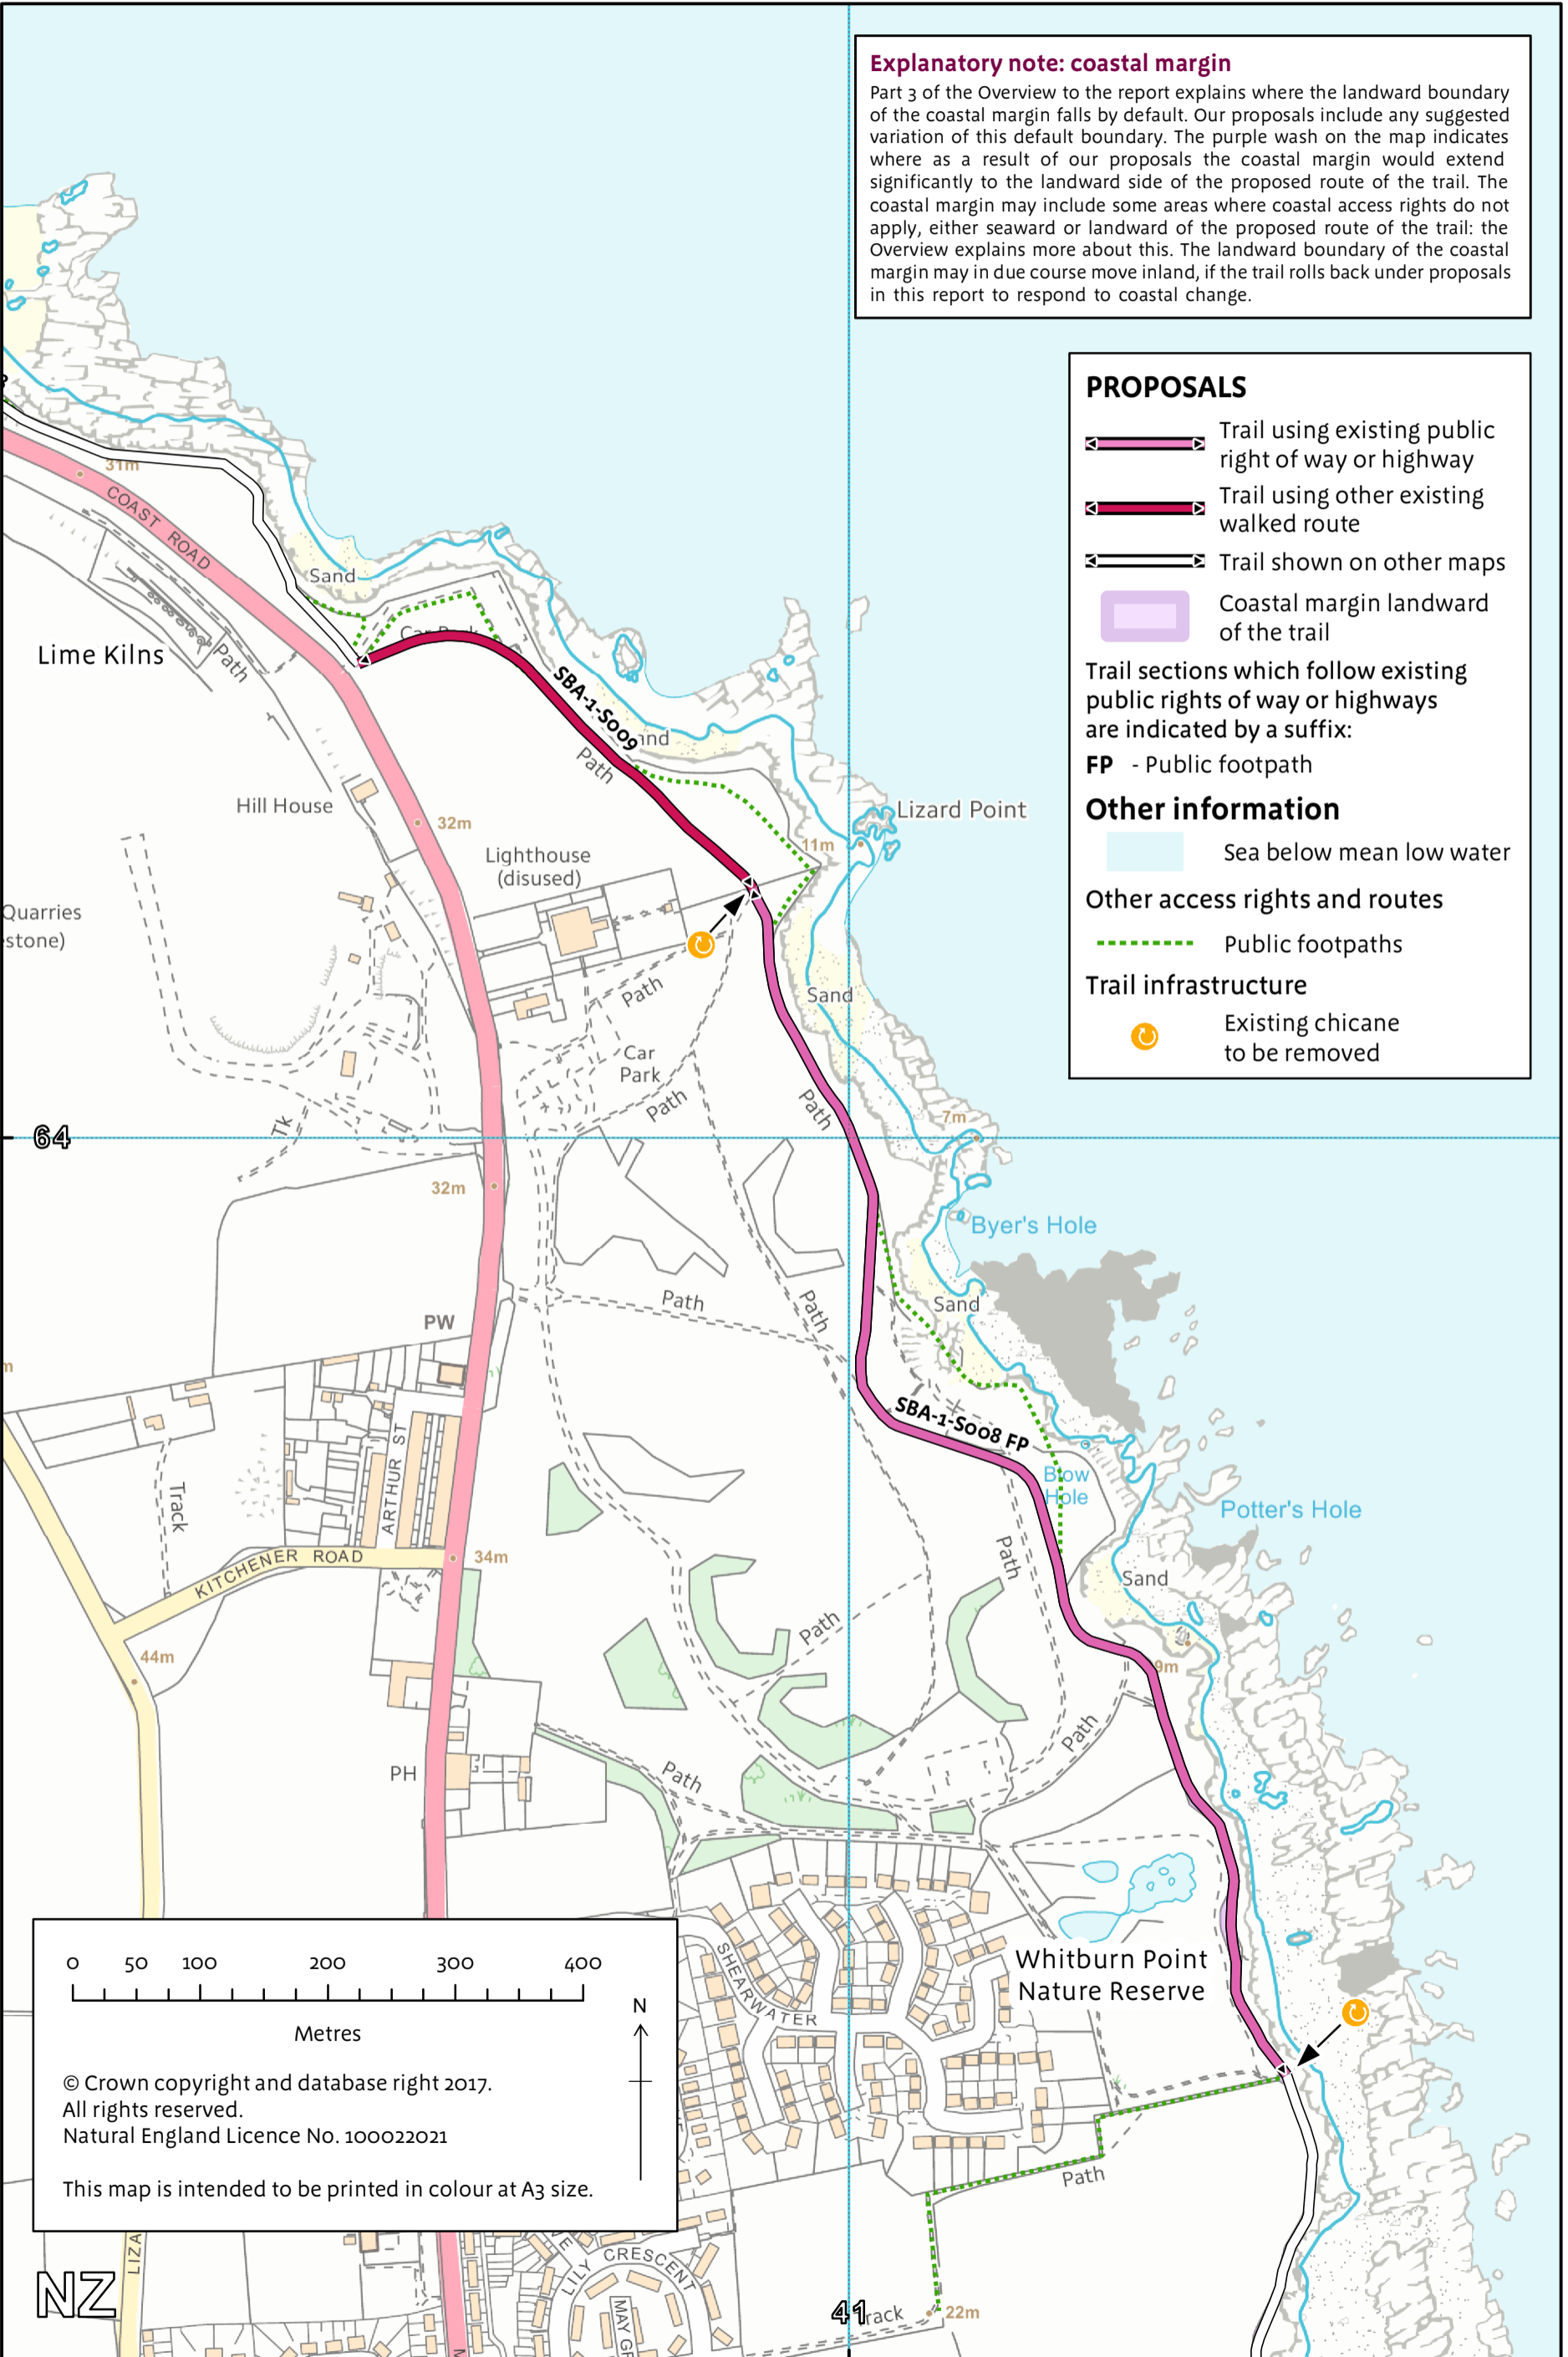 Explanatory note: coastal margin
Part 3 of the Overview to the report explains where the landward boundary
of the coastal margin falls by default. Our proposals include any suggested
variation of this default boundary. The purple wash on the map indicates
where as a result of our proposals the coastal margin would extend
significantly to the landward side of the proposed route of the trail. The
coastal margin may include some areas where coastal access rights do not
apply, either seaward or landward of the proposed route of the trail: the
Overview explains more about this. The landward boundary of the coastal
margin may in due course move inland, if the trail rolls back under proposals
in this report to respond to coastal change.
PROPOSALS
Trail using existing public
right of way or highway
Trail using other existing
walked route
Trail shown on other maps
Coastal margin landward
of the trail
Trail sections which follow existing
public rights of way or highways
are indicated by a suffix:
FP - Public footpath
Other information
Sea below mean low water
Other access rights and routes
Public footpaths
Trail infrastructure
Existing chicane
to be removed
31m
COAST ROAD
Sand
Car Park
Lime Kilns
Path
SBA-1-S009
Path
Hill House
32m
Lizard Point
11m
Lighthouse
(disused)
Quarries
stone)
Path
Sand
Car
Park
Path
Path
Tk
7m
64
32m
Byer's Hole
Sand
PW
Path
Path
SBA-1-S008 FP
Blow
Hole
Potter's Hole
Track
ARTHUR ST
KITCHENER ROAD
34m
Path
Sand
Path
44m
9m
Path
PH
Path
Whitburn Point
Nature Reserve
SHEARWATER
0 50 100 200 300 400
Metres
N
© Crown copyright and database right 2017.
All rights reserved.
Natural England Licence No. 100022021
This map is intended to be printed in colour at A3 size.
Path
LIZA
LILY CRESCENT
MAY GR
NZ
41
rack
22m